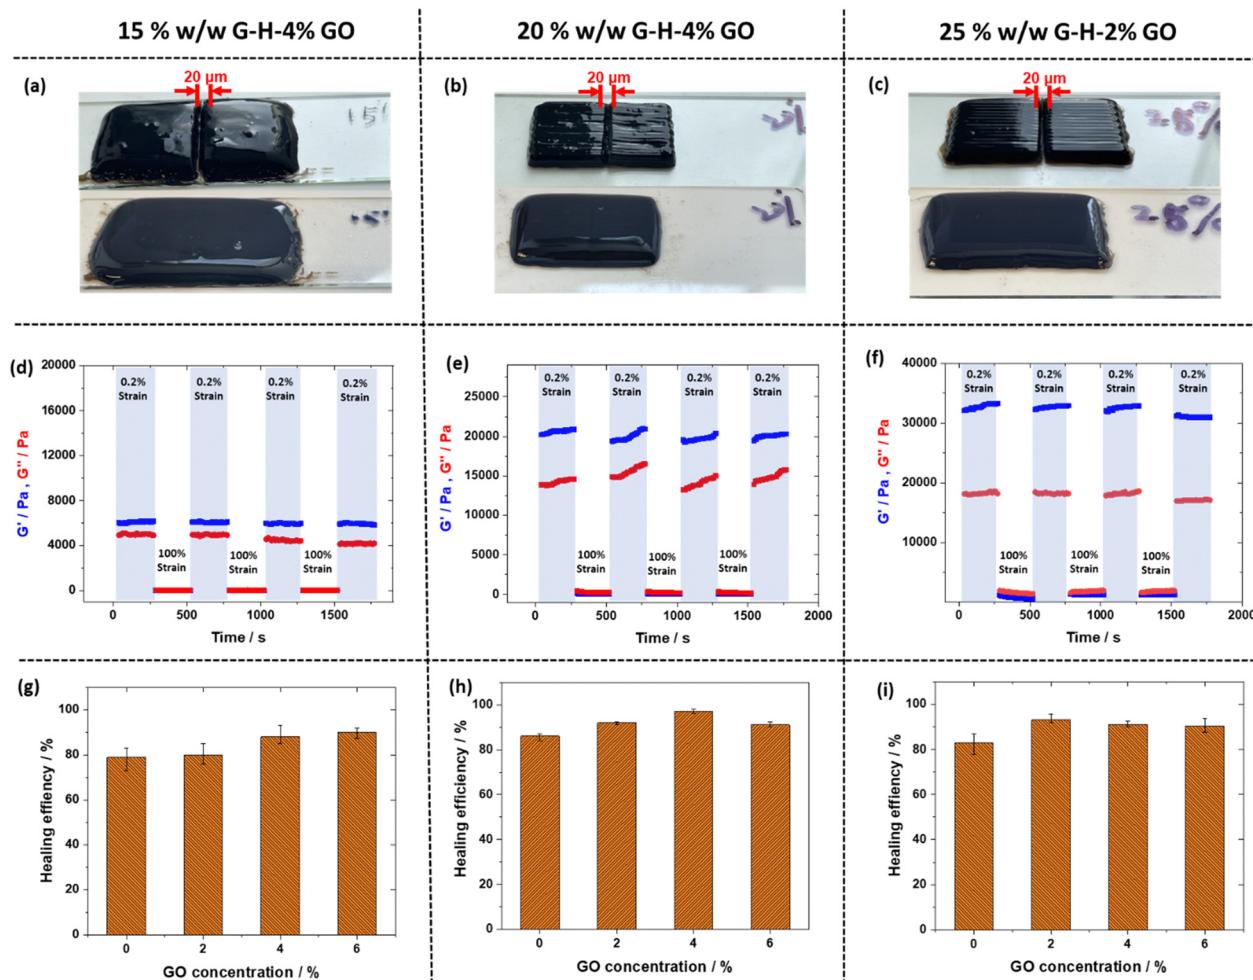 15 % w/w G-H-4% GO
20 % w/w G-H-4% GO
25 % w/w G-H-2% GO
(a)
20 µm
(b)
20 µm
(c)
20 µm
(d)
20000
16000
12000
8000
4000
0
G' / Pa , G'' / Pa
0.2% Strain
0.2% Strain
0.2% Strain
0.2% Strain
100% Strain
100% Strain
100% Strain
0 500 1000 1500
Time / s
(e)
30000
25000
20000
15000
10000
5000
0
G' / Pa , G'' / Pa
0.2% Strain
0.2% Strain
0.2% Strain
0.2% Strain
100% Strain
100% Strain
100% Strain
0 500 1000 1500 2000
Time / s
(f)
40000
30000
20000
10000
G' / Pa , G'' / Pa
0.2% Strain
0.2% Strain
0.2% Strain
0.2% Strain
100% Strain
100% Strain
100% Strain
0 500 1000 1500 2000
Time / s
(g)
100
80
60
40
20
0
Healing effiency / %
0 2 4 6
GO concentration / %
(h)
100
80
60
40
20
0
Healing efficiency / %
0 2 4 6
GO concentration / %
(i)
100
80
60
40
20
0
Healing effiency / %
0 2 4 6
GO concentration / %